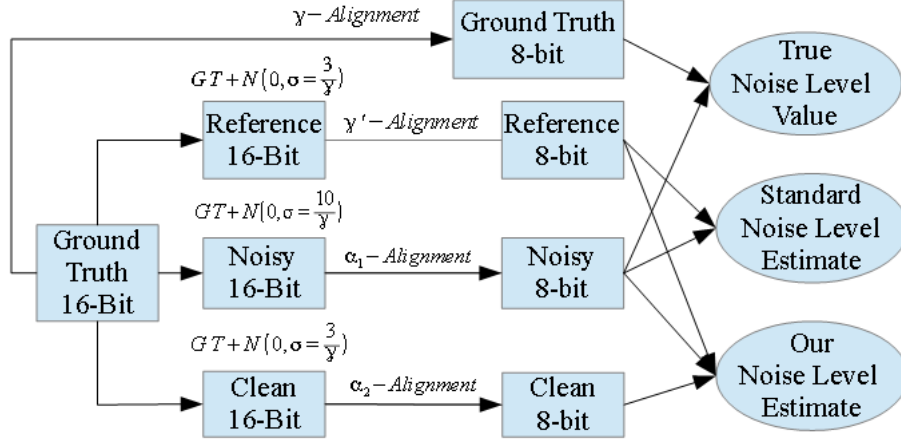 γ–Alignment
Ground Truth
8-bit
True
Noise Level
Value
GT+N(0,σ=3/γ)
Reference
16-Bit
γ'–Alignment
Reference
8-bit
Standard
Noise Level
Estimate
GT+N(0,σ=10/γ)
Ground
Truth
16-Bit
Noisy
16-Bit
α₁–Alignment
Noisy
8-bit
GT+N(0,σ=3/γ)
Clean
16-Bit
α₂–Alignment
Clean
8-bit
Our
Noise Level
Estimate